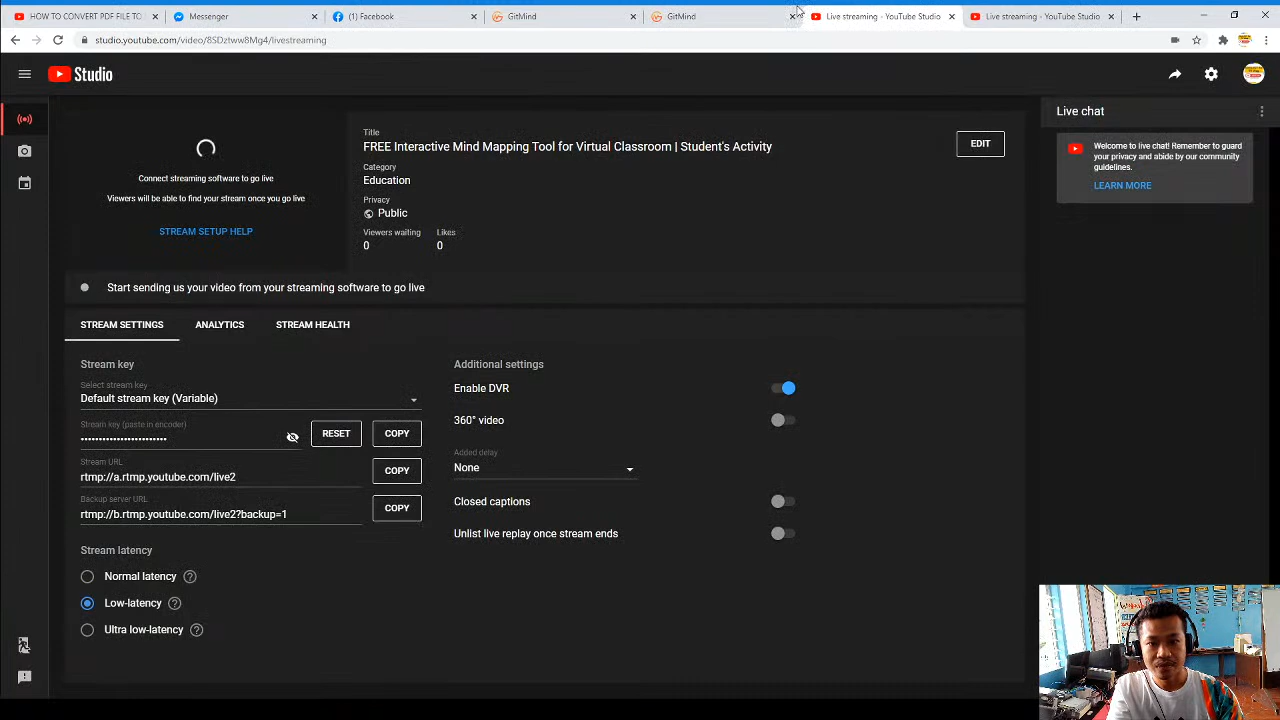 HOW TO CONVERT PDF FILE TO
Messenger
(1) Facebook
GitMind
GitMind
Live streaming - YouTube Studio
Live streaming - YouTube Studio
studio.youtube.com/video/8SDztww8Mg4/livestreaming
Studio
Connect streaming software to go live
Viewers will be able to find your stream once you go live
STREAM SETUP HELP
Title
FREE Interactive Mind Mapping Tool for Virtual Classroom | Student's Activity
EDIT
Category
Education
Privacy
Public
Viewers waiting Likes
0 0
Live chat
Welcome to live chat! Remember to guard
your privacy and abide by our community
guidelines.
LEARN MORE
Start sending us your video from your streaming software to go live
STREAM SETTINGS ANALYTICS STREAM HEALTH
Stream key
Select stream key
Default stream key (Variable)
Stream key (paste in encoder)
•••••••••••••••••••••••• RESET COPY
Stream URL
rtmp://a.rtmp.youtube.com/live2 COPY
Backup server URL
rtmp://b.rtmp.youtube.com/live2?backup=1 COPY
Stream latency
Normal latency
Low-latency
Ultra low-latency
Additional settings
Enable DVR
360° video
Added delay
None
Closed captions
Unlist live replay once stream ends